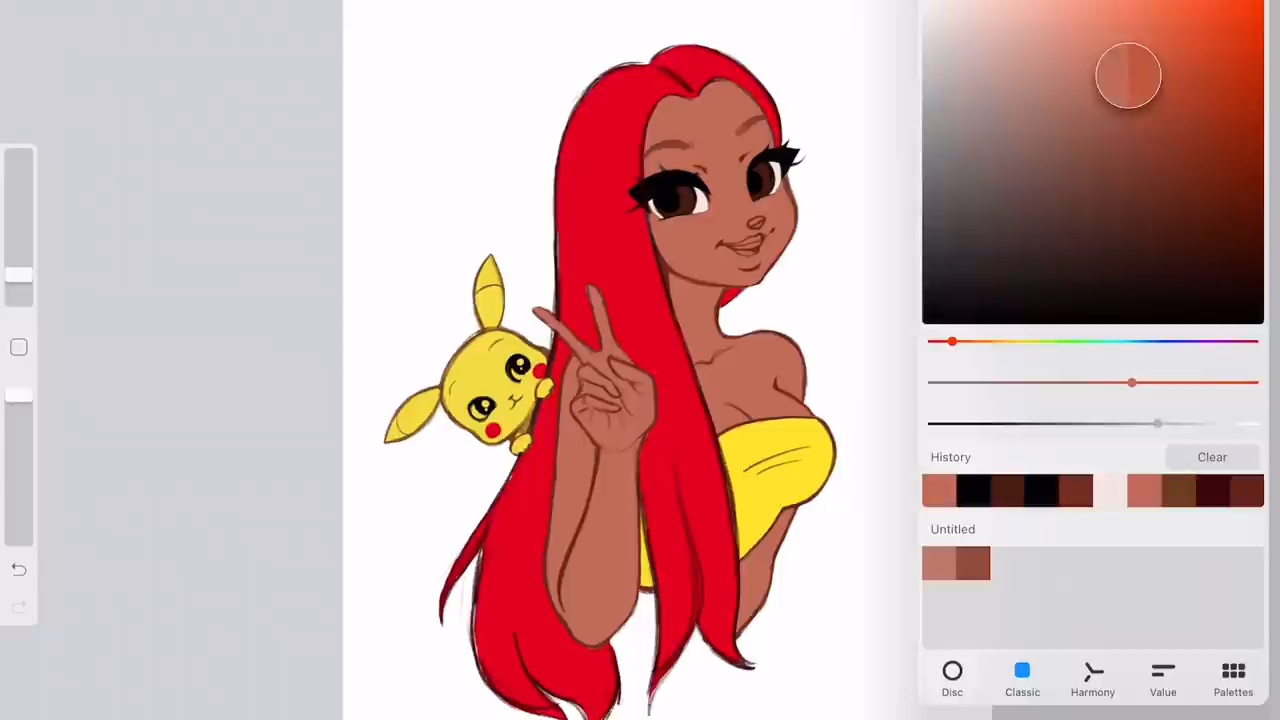 History
Clear
Untitled
Disc
Classic
Harmony
Value
Palettes